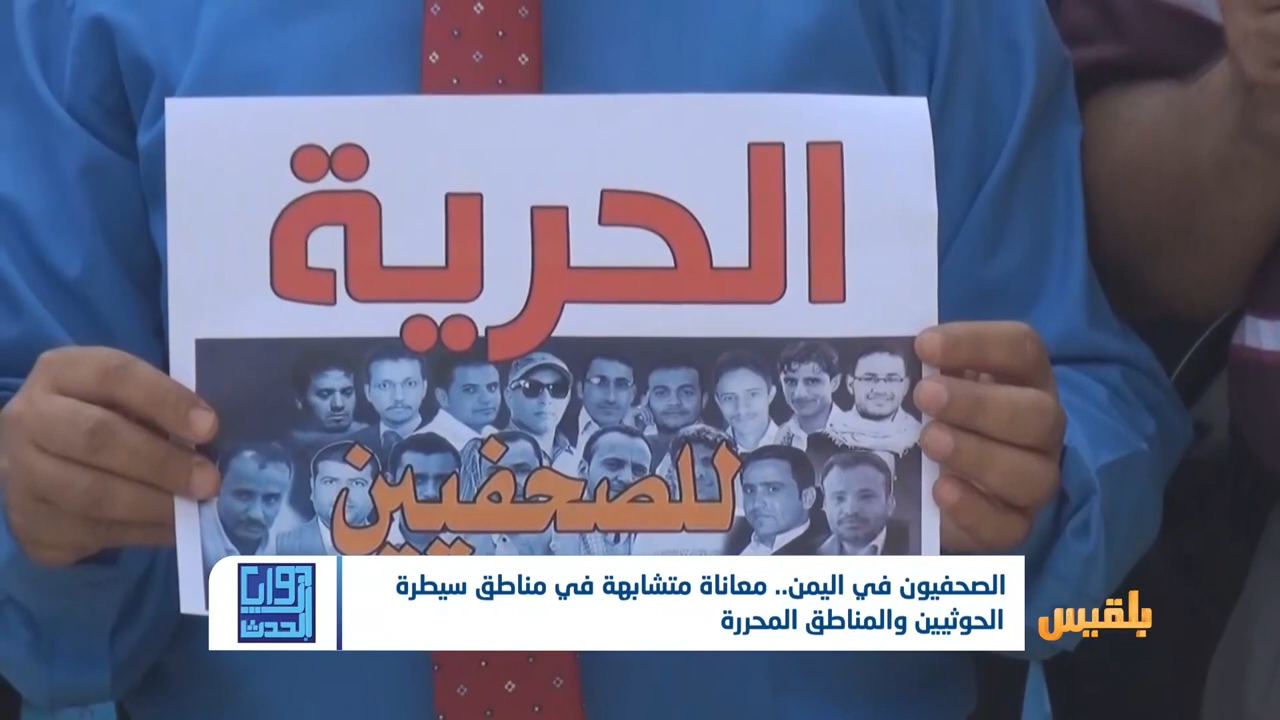 الحرية
للصحفيين
الصحفيون في اليمن.. معاناة متشابهة في مناطق سيطرة
الحوثيين والمناطق المحررة
بلقيس
زوايا
الحدث